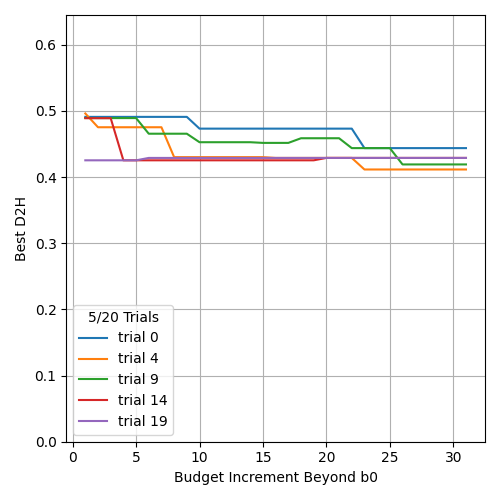 0.6
0.5
0.4
0.3
0.2
0.1
0.0
Best D2H
5/20 Trials
trial 0
trial 4
trial 9
trial 14
trial 19
0 5 10 15 20 25 30
Budget Increment Beyond b0